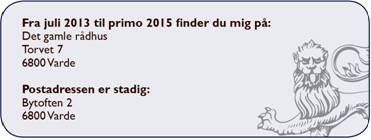 Fra juli 2013 til primo 2015 finder du mig på:
Det gamle rådhus
Torvet 7
6800 Varde
Postadressen er stadig:
Bytoften 2
6800 Varde